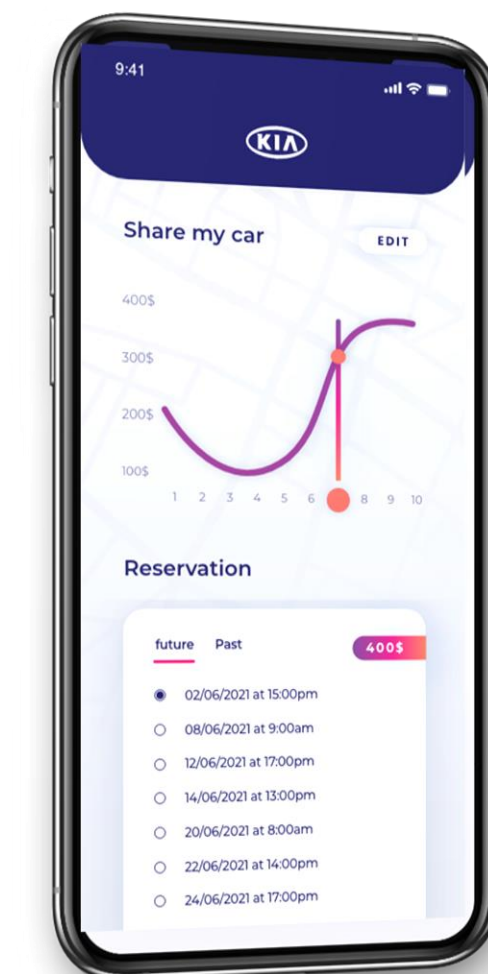 9:41
KIA
Share my car
EDIT
400$
300$
200$
100$
1 2 3 4 5 6 8 9 10
Reservation
future Past 400$
02/06/2021 at 15:00pm
08/06/2021 at 9:00am
12/06/2021 at 17:00pm
14/06/2021 at 13:00pm
20/06/2021 at 8:00am
22/06/2021 at 14:00pm
24/06/2021 at 17:00pm